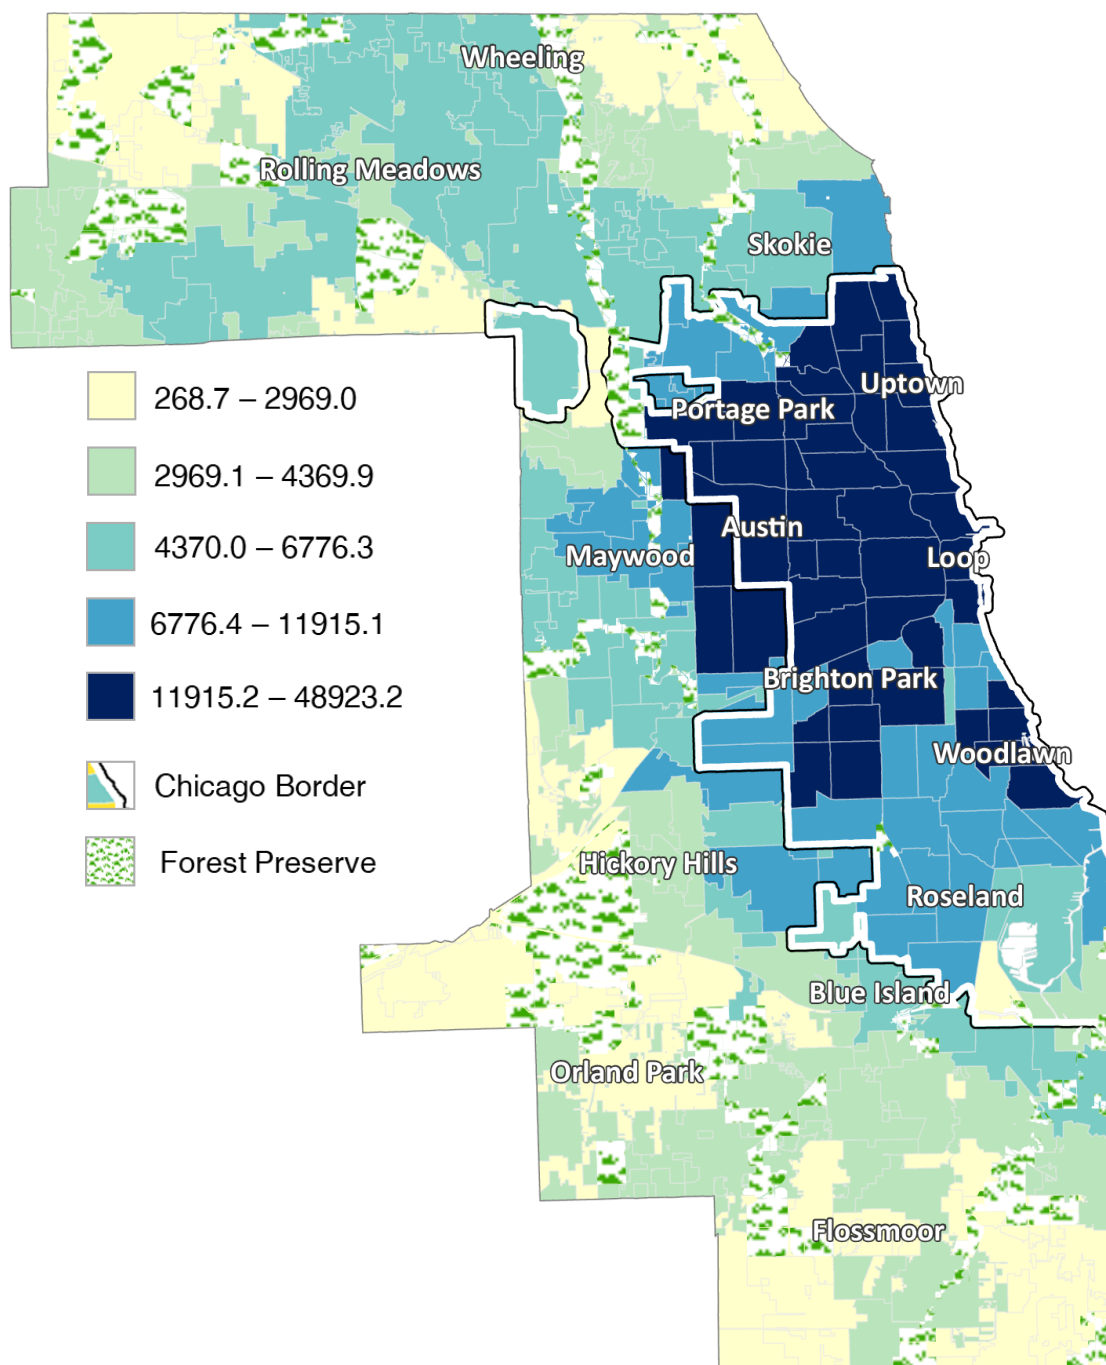 Wheeling
Rolling Meadows
Skokie
Uptown
Portage Park
Austin
Loop
Maywood
Brighton Park
Woodlawn
Hickory Hills
Roseland
Blue Island
Orland Park
Flossmoor
268.7 – 2969.0
2969.1 – 4369.9
4370.0 – 6776.3
6776.4 – 11915.1
11915.2 – 48923.2
Chicago Border
Forest Preserve